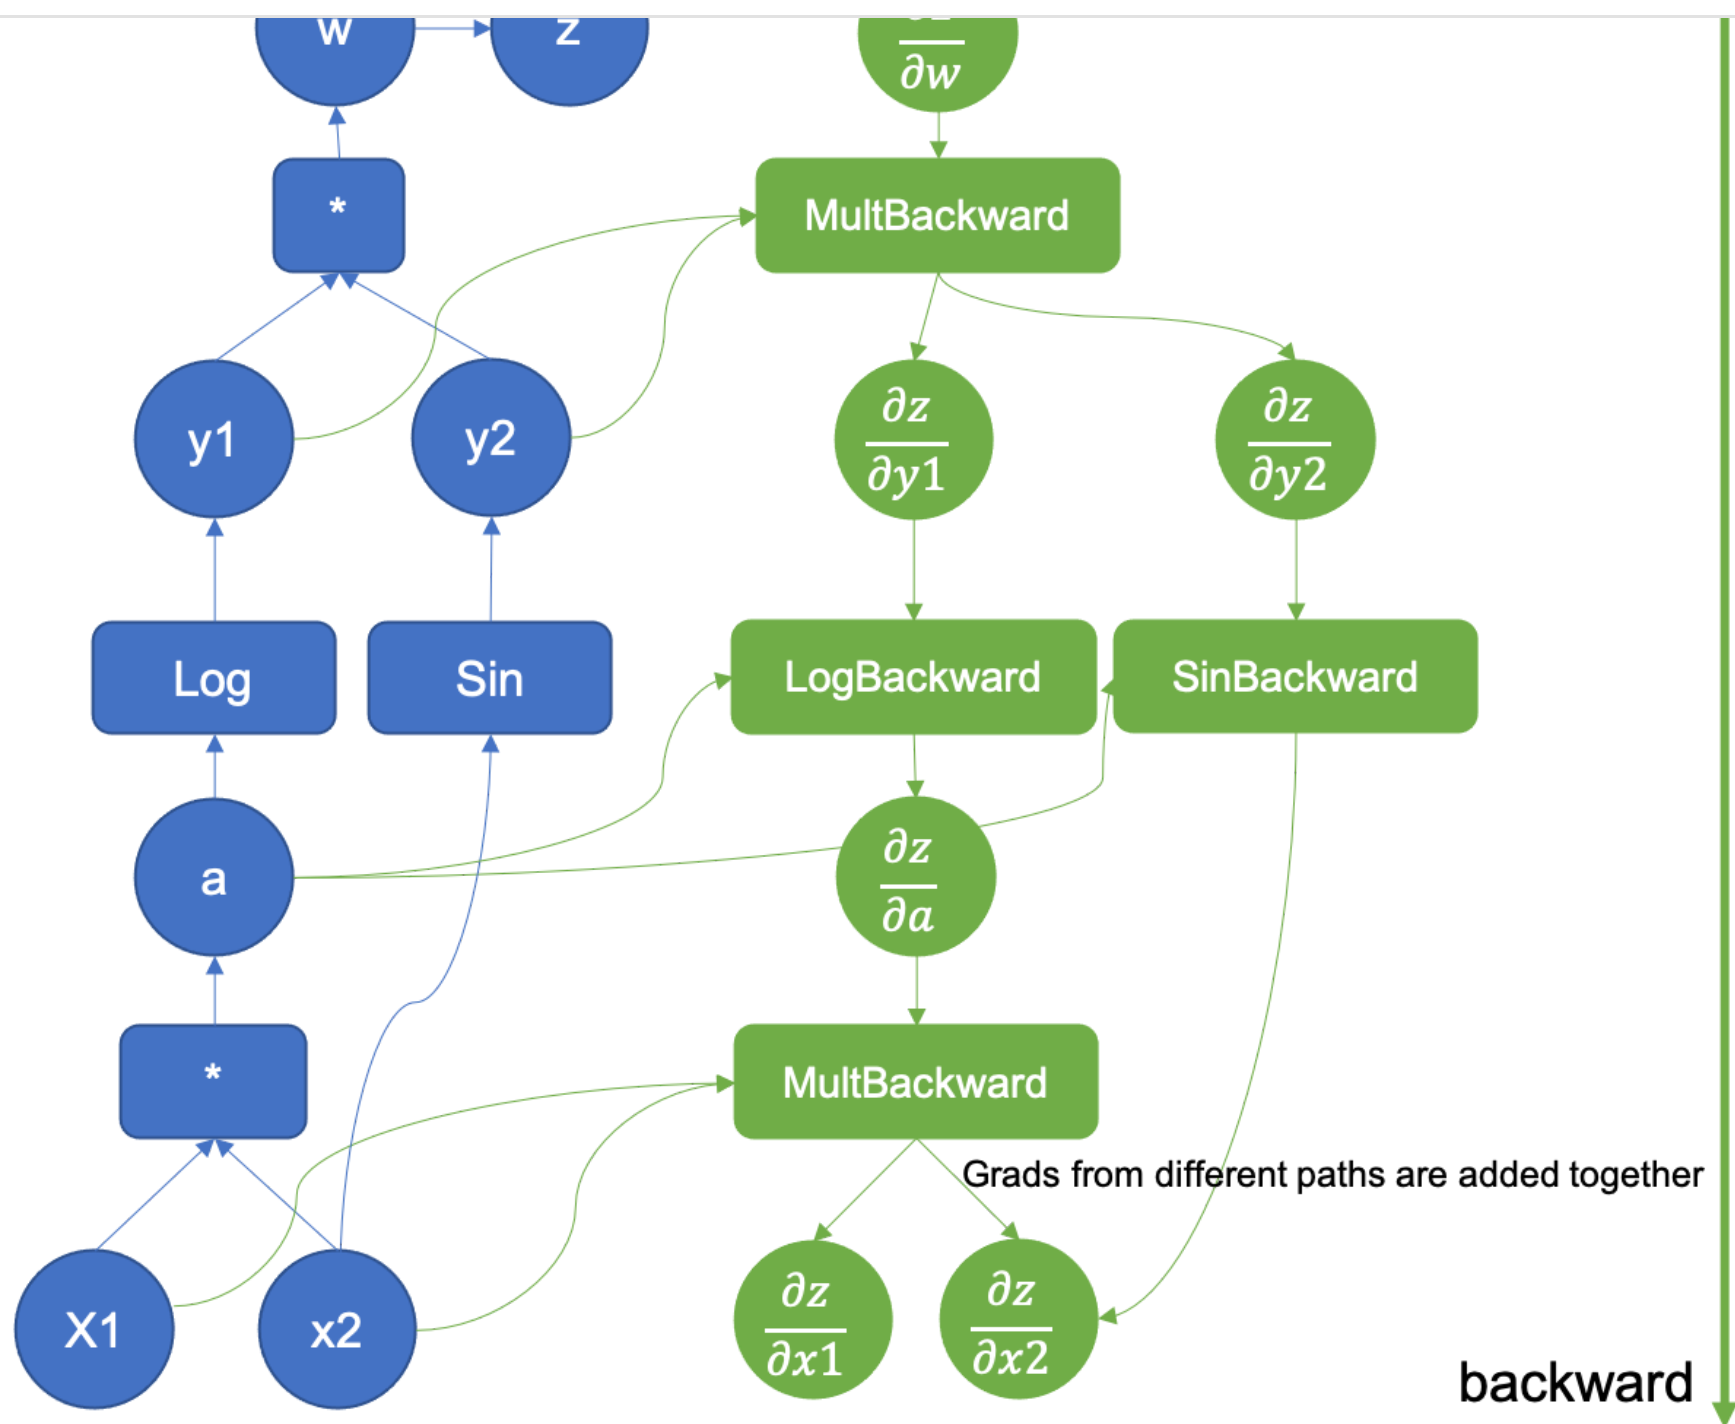 w
z
∂w
*
MultBackward
y1
y2
∂z
∂y1
∂z
∂y2
Log
Sin
LogBackward
SinBackward
a
∂z
∂a
*
MultBackward
Grads from different paths are added together
X1
x2
∂z
∂x1
∂z
∂x2
backward